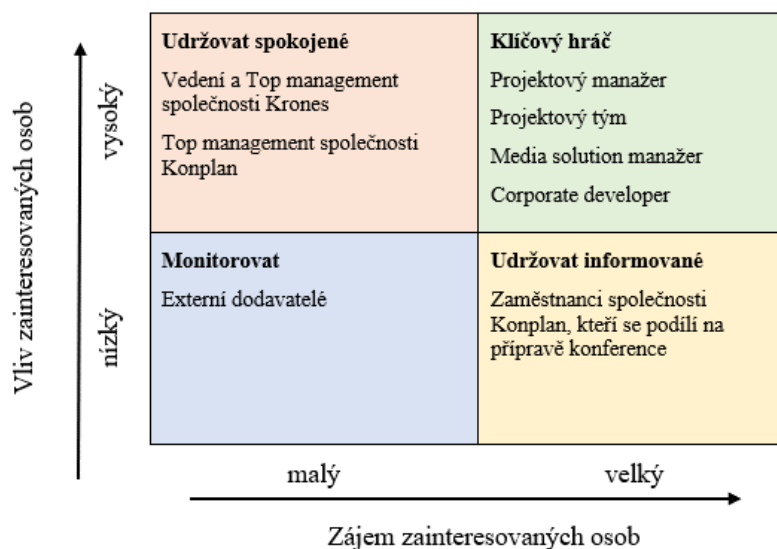 Vliv zainteresovaných osob
vysoký
nízký
Udržovat spokojené
Vedení a Top management
společnosti Krones
Top management společnosti
Konplan
Klíčový hráč
Projektový manažer
Projektový tým
Media solution manažer
Corporate developer
Monitorovat
Externí dodavatelé
Udržovat informované
Zaměstnanci společnosti
Konplan, kteří se podílí na
přípravě konference
malý
velký
Zájem zainteresovaných osob